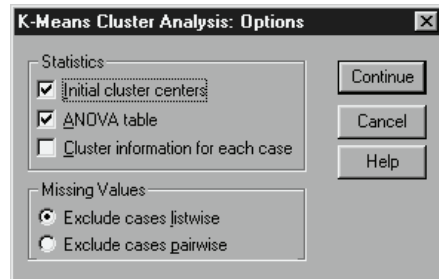 K-Means Cluster Analysis: Options
Statistics
Initial cluster centers
ANOVA table
Cluster information for each case
Missing Values
Exclude cases listwise
Exclude cases pairwise
Continue
Cancel
Help